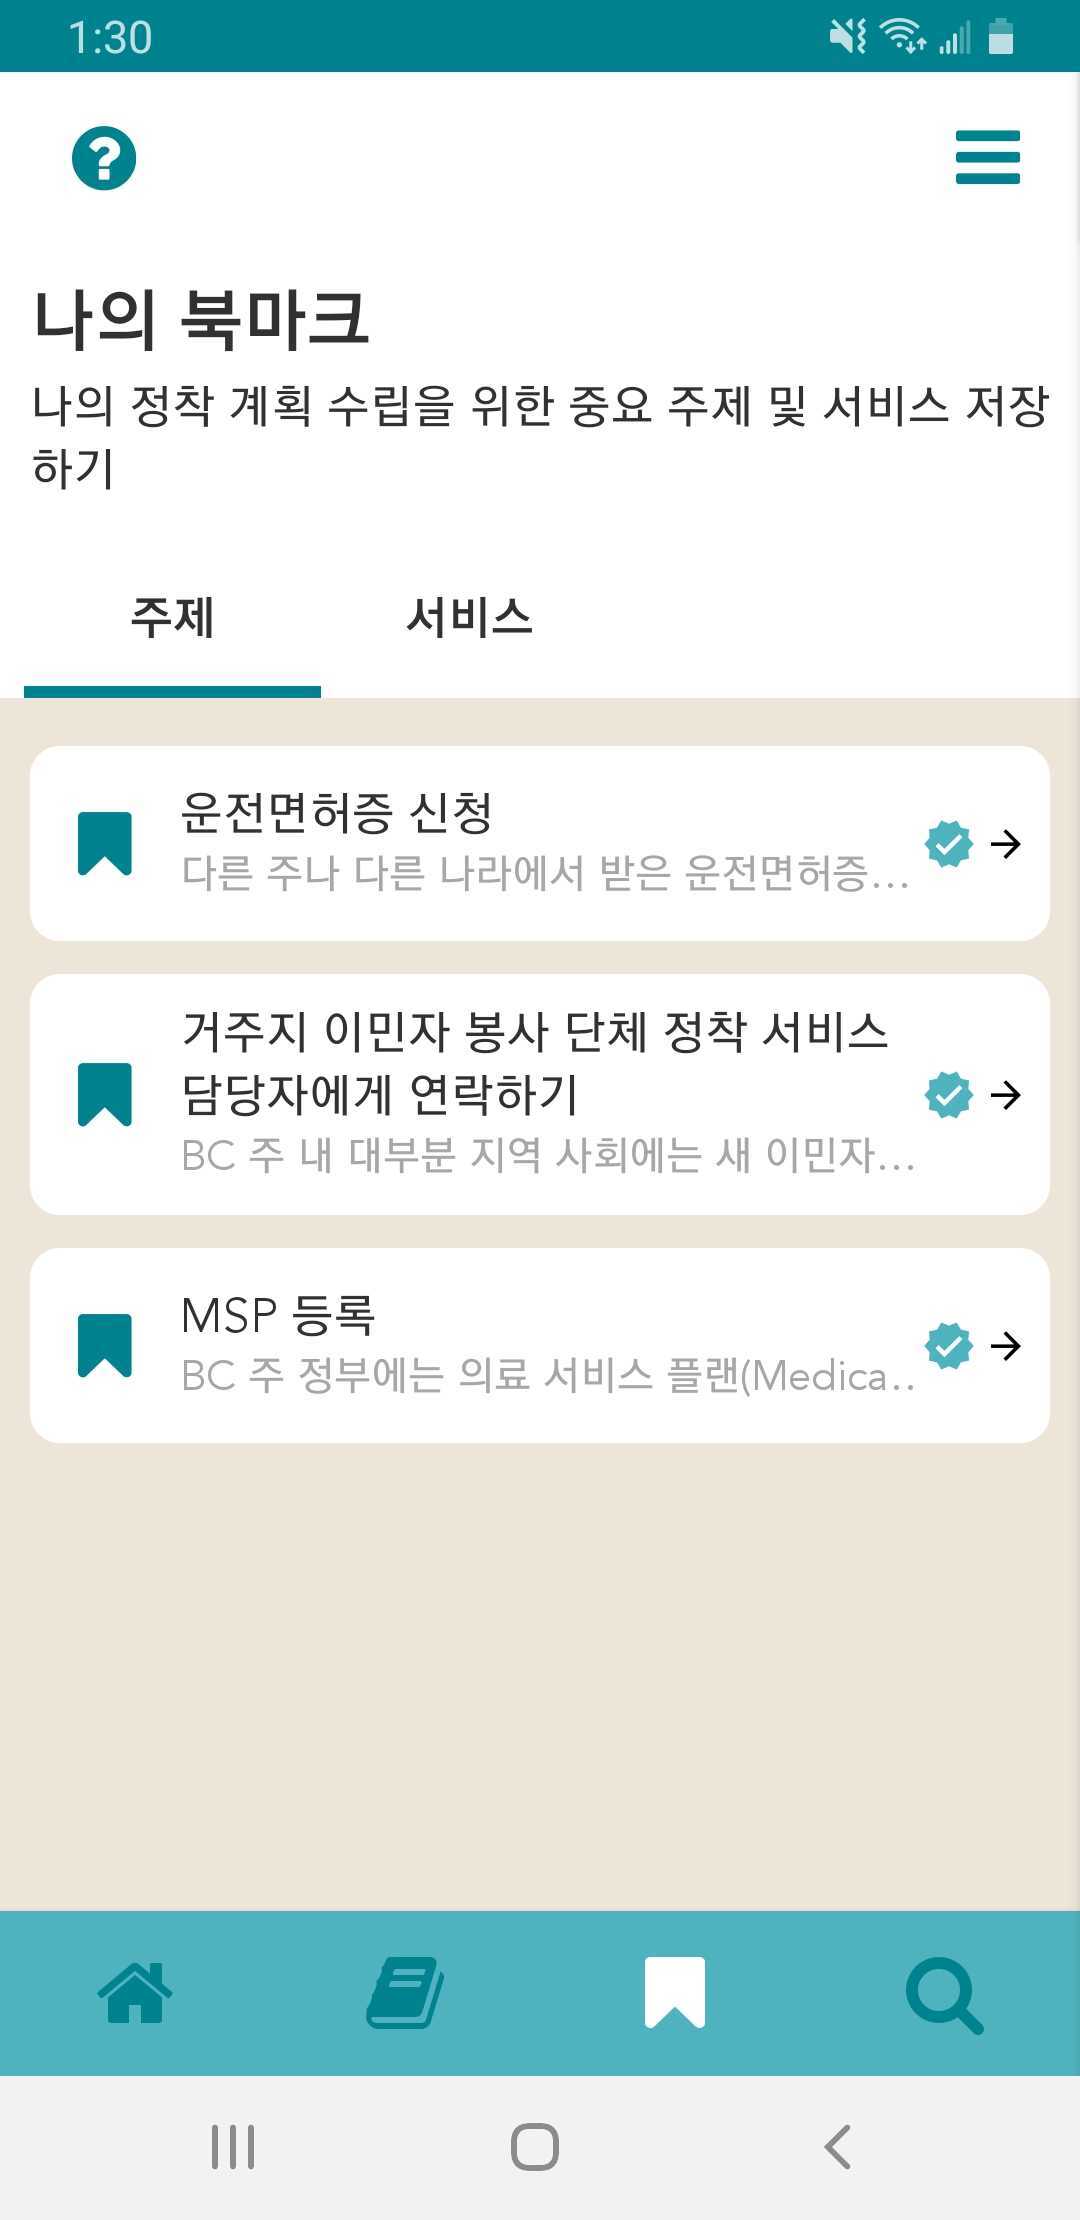 1:30
나의 북마크
나의 정착 계획 수립을 위한 중요 주제 및 서비스 저장
하기
주제 서비스
운전면허증 신청
다른 주나 다른 나라에서 받은 운전면허증...
거주지 이민자 봉사 단체 정착 서비스
담당자에게 연락하기
BC 주 내 대부분 지역 사회에는 새 이민자...
MSP 등록
BC 주 정부에는 의료 서비스 플랜(Medica..